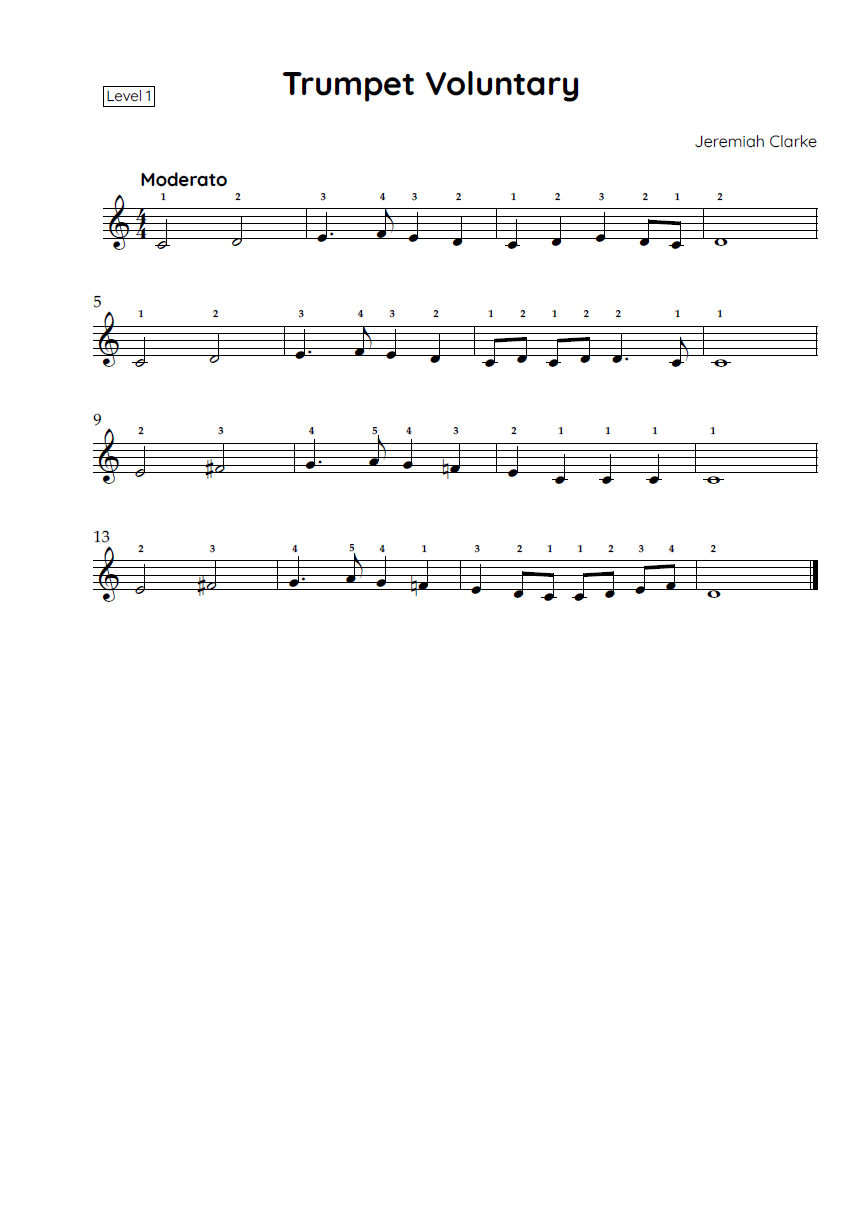 Trumpet Voluntary
Level 1
Jeremiah Clarke
Moderato
1 2 3 4 3 2 1 2 3 2 1 2
4
4
5
1 2 3 4 3 2 1 2 1 2 2 1 1
9
2 3 4 5 4 3 2 1 1 1 1
13
2 3 4 5 4 1 3 2 1 1 2 3 4 2